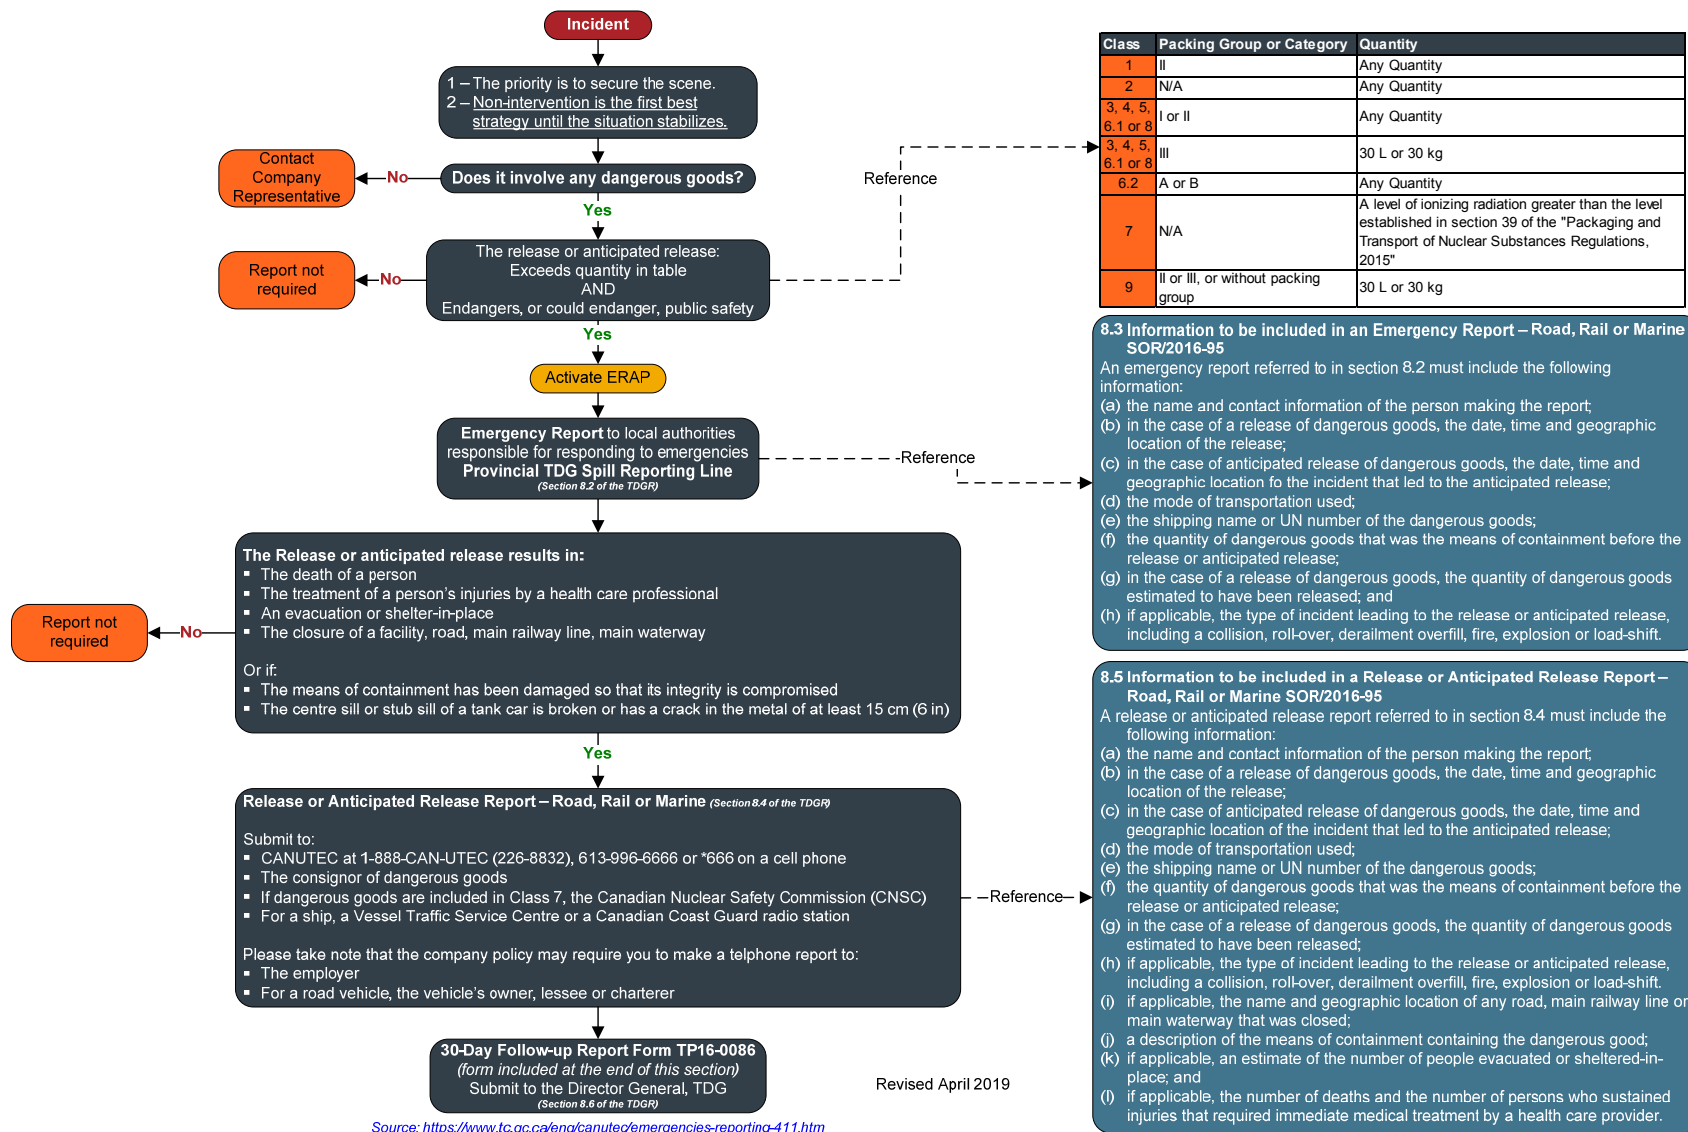 Incident
1 – The priority is to secure the scene.
2 – Non-intervention is the first best
strategy until the situation stabilizes.
Contact
Company
Representative
No
Does it involve any dangerous goods?
Yes
Report not
required
No
The release or anticipated release:
Exceeds quantity in table
AND
Endangers, or could endanger, public safety
Reference
Yes
Activate ERAP
Emergency Report to local authorities
responsible for responding to emergencies
Provincial TDG Spill Reporting Line
(Section 8.2 of the TDGR)
Reference
Report not
required
No
The Release or anticipated release results in:
▪ The death of a person
▪ The treatment of a person's injuries by a health care professional
▪ An evacuation or shelter-in-place
▪ The closure of a facility, road, main railway line, main waterway
Or if:
▪ The means of containment has been damaged so that its integrity is compromised
▪ The centre sill or stub sill of a tank car is broken or has a crack in the metal of at least 15 cm (6 in)
Yes
Release or Anticipated Release Report – Road, Rail or Marine (Section 8.4 of the TDGR)
Submit to:
▪ CANUTEC at 1-888-CAN-UTEC (226-8832), 613-996-6666 or *666 on a cell phone
▪ The consignor of dangerous goods
▪ If dangerous goods are included in Class 7, the Canadian Nuclear Safety Commission (CNSC)
▪ For a ship, a Vessel Traffic Service Centre or a Canadian Coast Guard radio station
Please take note that the company policy may require you to make a telphone report to:
▪ The employer
▪ For a road vehicle, the vehicle's owner, lessee or charterer
Reference
30-Day Follow-up Report Form TP16-0086
(form included at the end of this section)
Submit to the Director General, TDG
(Section 8.6 of the TDGR)
Revised April 2019
Source: https://www.tc.gc.ca/eng/canutec/emergencies-reporting-411.htm
Class Packing Group or Category Quantity
1 II Any Quantity
2 N/A Any Quantity
3, 4, 5,
6.1 or 8 I or II Any Quantity
3, 4, 5,
6.1 or 8 III 30 L or 30 kg
6.2 A or B Any Quantity
7 N/A A level of ionizing radiation greater than the level
established in section 39 of the "Packaging and
Transport of Nuclear Substances Regulations,
2015"
9 II or III, or without packing
group 30 L or 30 kg
8.3 Information to be included in an Emergency Report – Road, Rail or Marine
SOR/2016-95
An emergency report referred to in section 8.2 must include the following
information:
(a) the name and contact information of the person making the report;
(b) in the case of a release of dangerous goods, the date, time and geographic
location of the release;
(c) in the case of anticipated release of dangerous goods, the date, time and
geographic location fo the incident that led to the anticipated release;
(d) the mode of transportation used;
(e) the shipping name or UN number of the dangerous goods;
(f) the quantity of dangerous goods that was the means of containment before the
release or anticipated release;
(g) in the case of a release of dangerous goods, the quantity of dangerous goods
estimated to have been released; and
(h) if applicable, the type of incident leading to the release or anticipated release,
including a collision, roll-over, derailment overfill, fire, explosion or load-shift.
8.5 Information to be included in a Release or Anticipated Release Report –
Road, Rail or Marine SOR/2016-95
A release or anticipated release report referred to in section 8.4 must include the
following information:
(a) the name and contact information of the person making the report;
(b) in the case of a release of dangerous goods, the date, time and geographic
location of the release;
(c) in the case of anticipated release of dangerous goods, the date, time and
geographic location of the incident that led to the anticipated release;
(d) the mode of transportation used;
(e) the shipping name or UN number of the dangerous goods;
(f) the quantity of dangerous goods that was the means of containment before the
release or anticipated release;
(g) in the case of a release of dangerous goods, the quantity of dangerous goods
estimated to have been released;
(h) if applicable, the type of incident leading to the release or anticipated release,
including a collision, roll-over, derailment overfill, fire, explosion or load-shift.
(i) if applicable, the name and geographic location of any road, main railway line or
main waterway that was closed;
(j) a description of the means of containment containing the dangerous good;
(k) if applicable, an estimate of the number of people evacuated or sheltered-in-
place; and
(l) if applicable, the number of deaths and the number of persons who sustained
injuries that required immediate medical treatment by a health care provider.